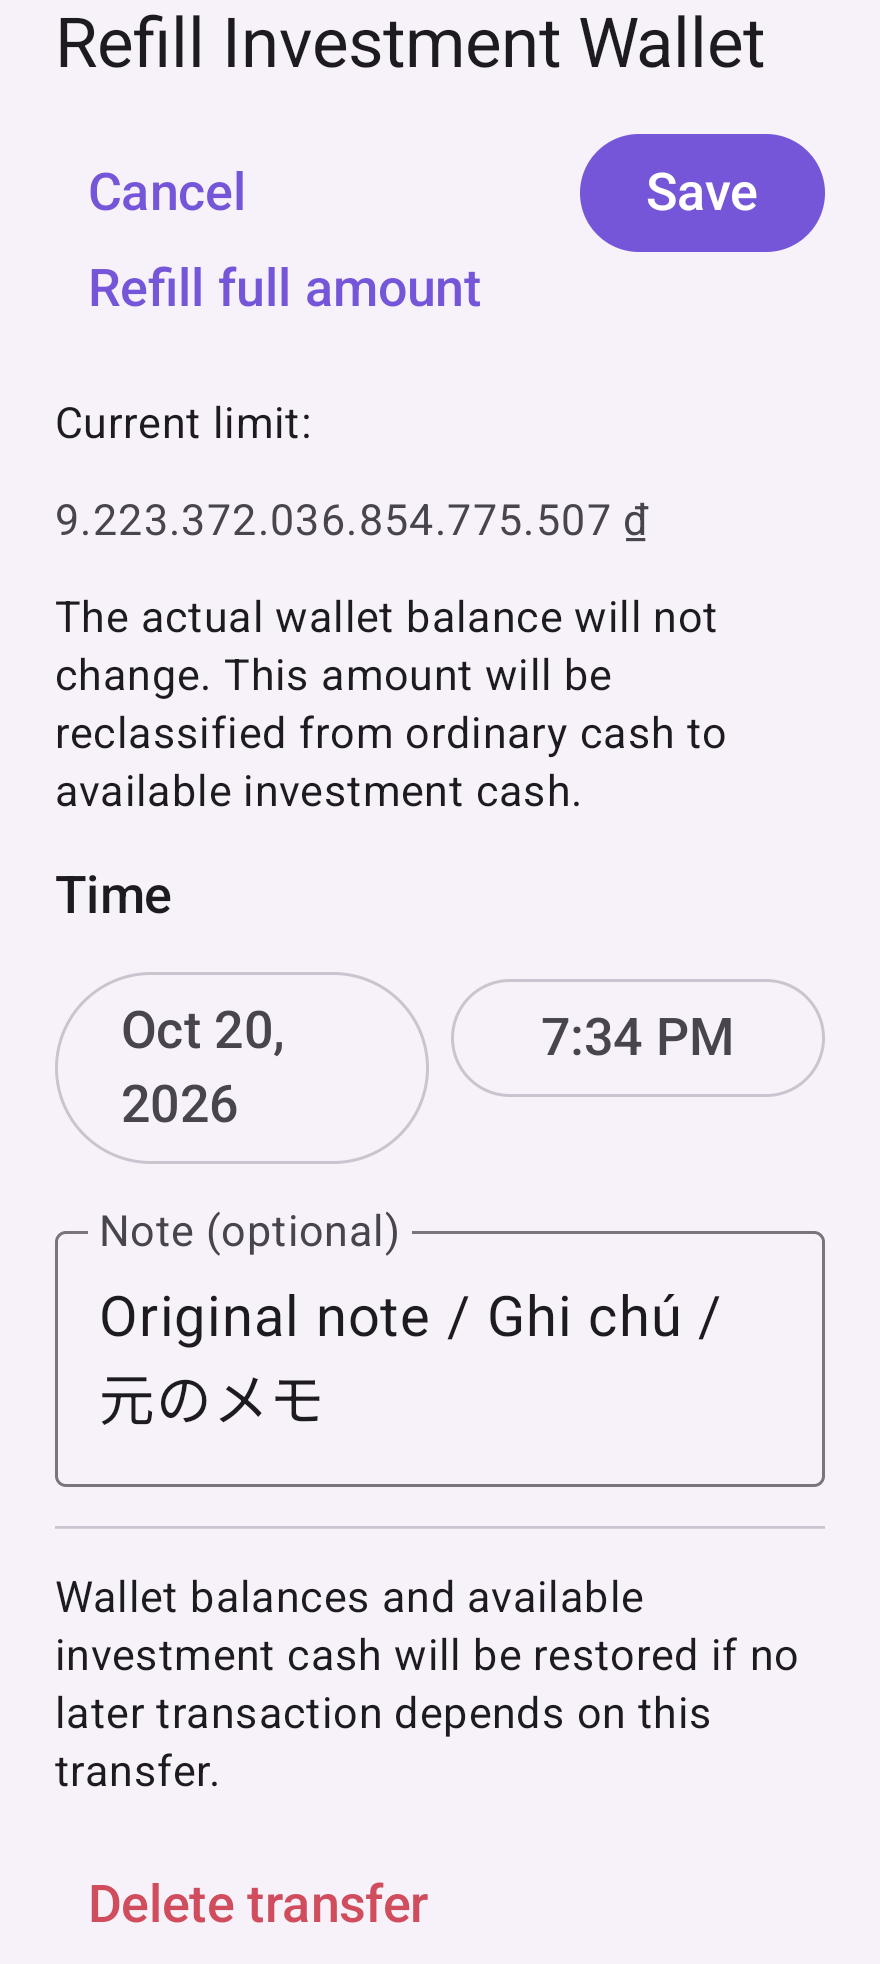 Refill Investment Wallet
Cancel
Save
Refill full amount
Current limit:
9.223.372.036.854.775.507 ₫
The actual wallet balance will not
change. This amount will be
reclassified from ordinary cash to
available investment cash.
Time
Oct 20,
2026
7:34 PM
Note (optional)
Original note / Ghi chú /
元のメモ
Wallet balances and available
investment cash will be restored if no
later transaction depends on this
transfer.
Delete transfer